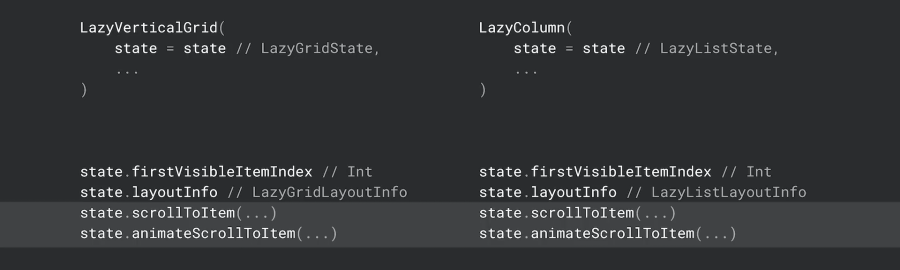 LazyVerticalGrid(
    state = state // LazyGridState,
    ...
)
state.firstVisibleItemIndex // Int
state.layoutInfo // LazyGridLayoutInfo
state.scrollToItem(...)
state.animateScrollToItem(...)
LazyColumn(
    state = state // LazyListState,
    ...
)
state.firstVisibleItemIndex // Int
state.layoutInfo // LazyListLayoutInfo
state.scrollToItem(...)
state.animateScrollToItem(...)